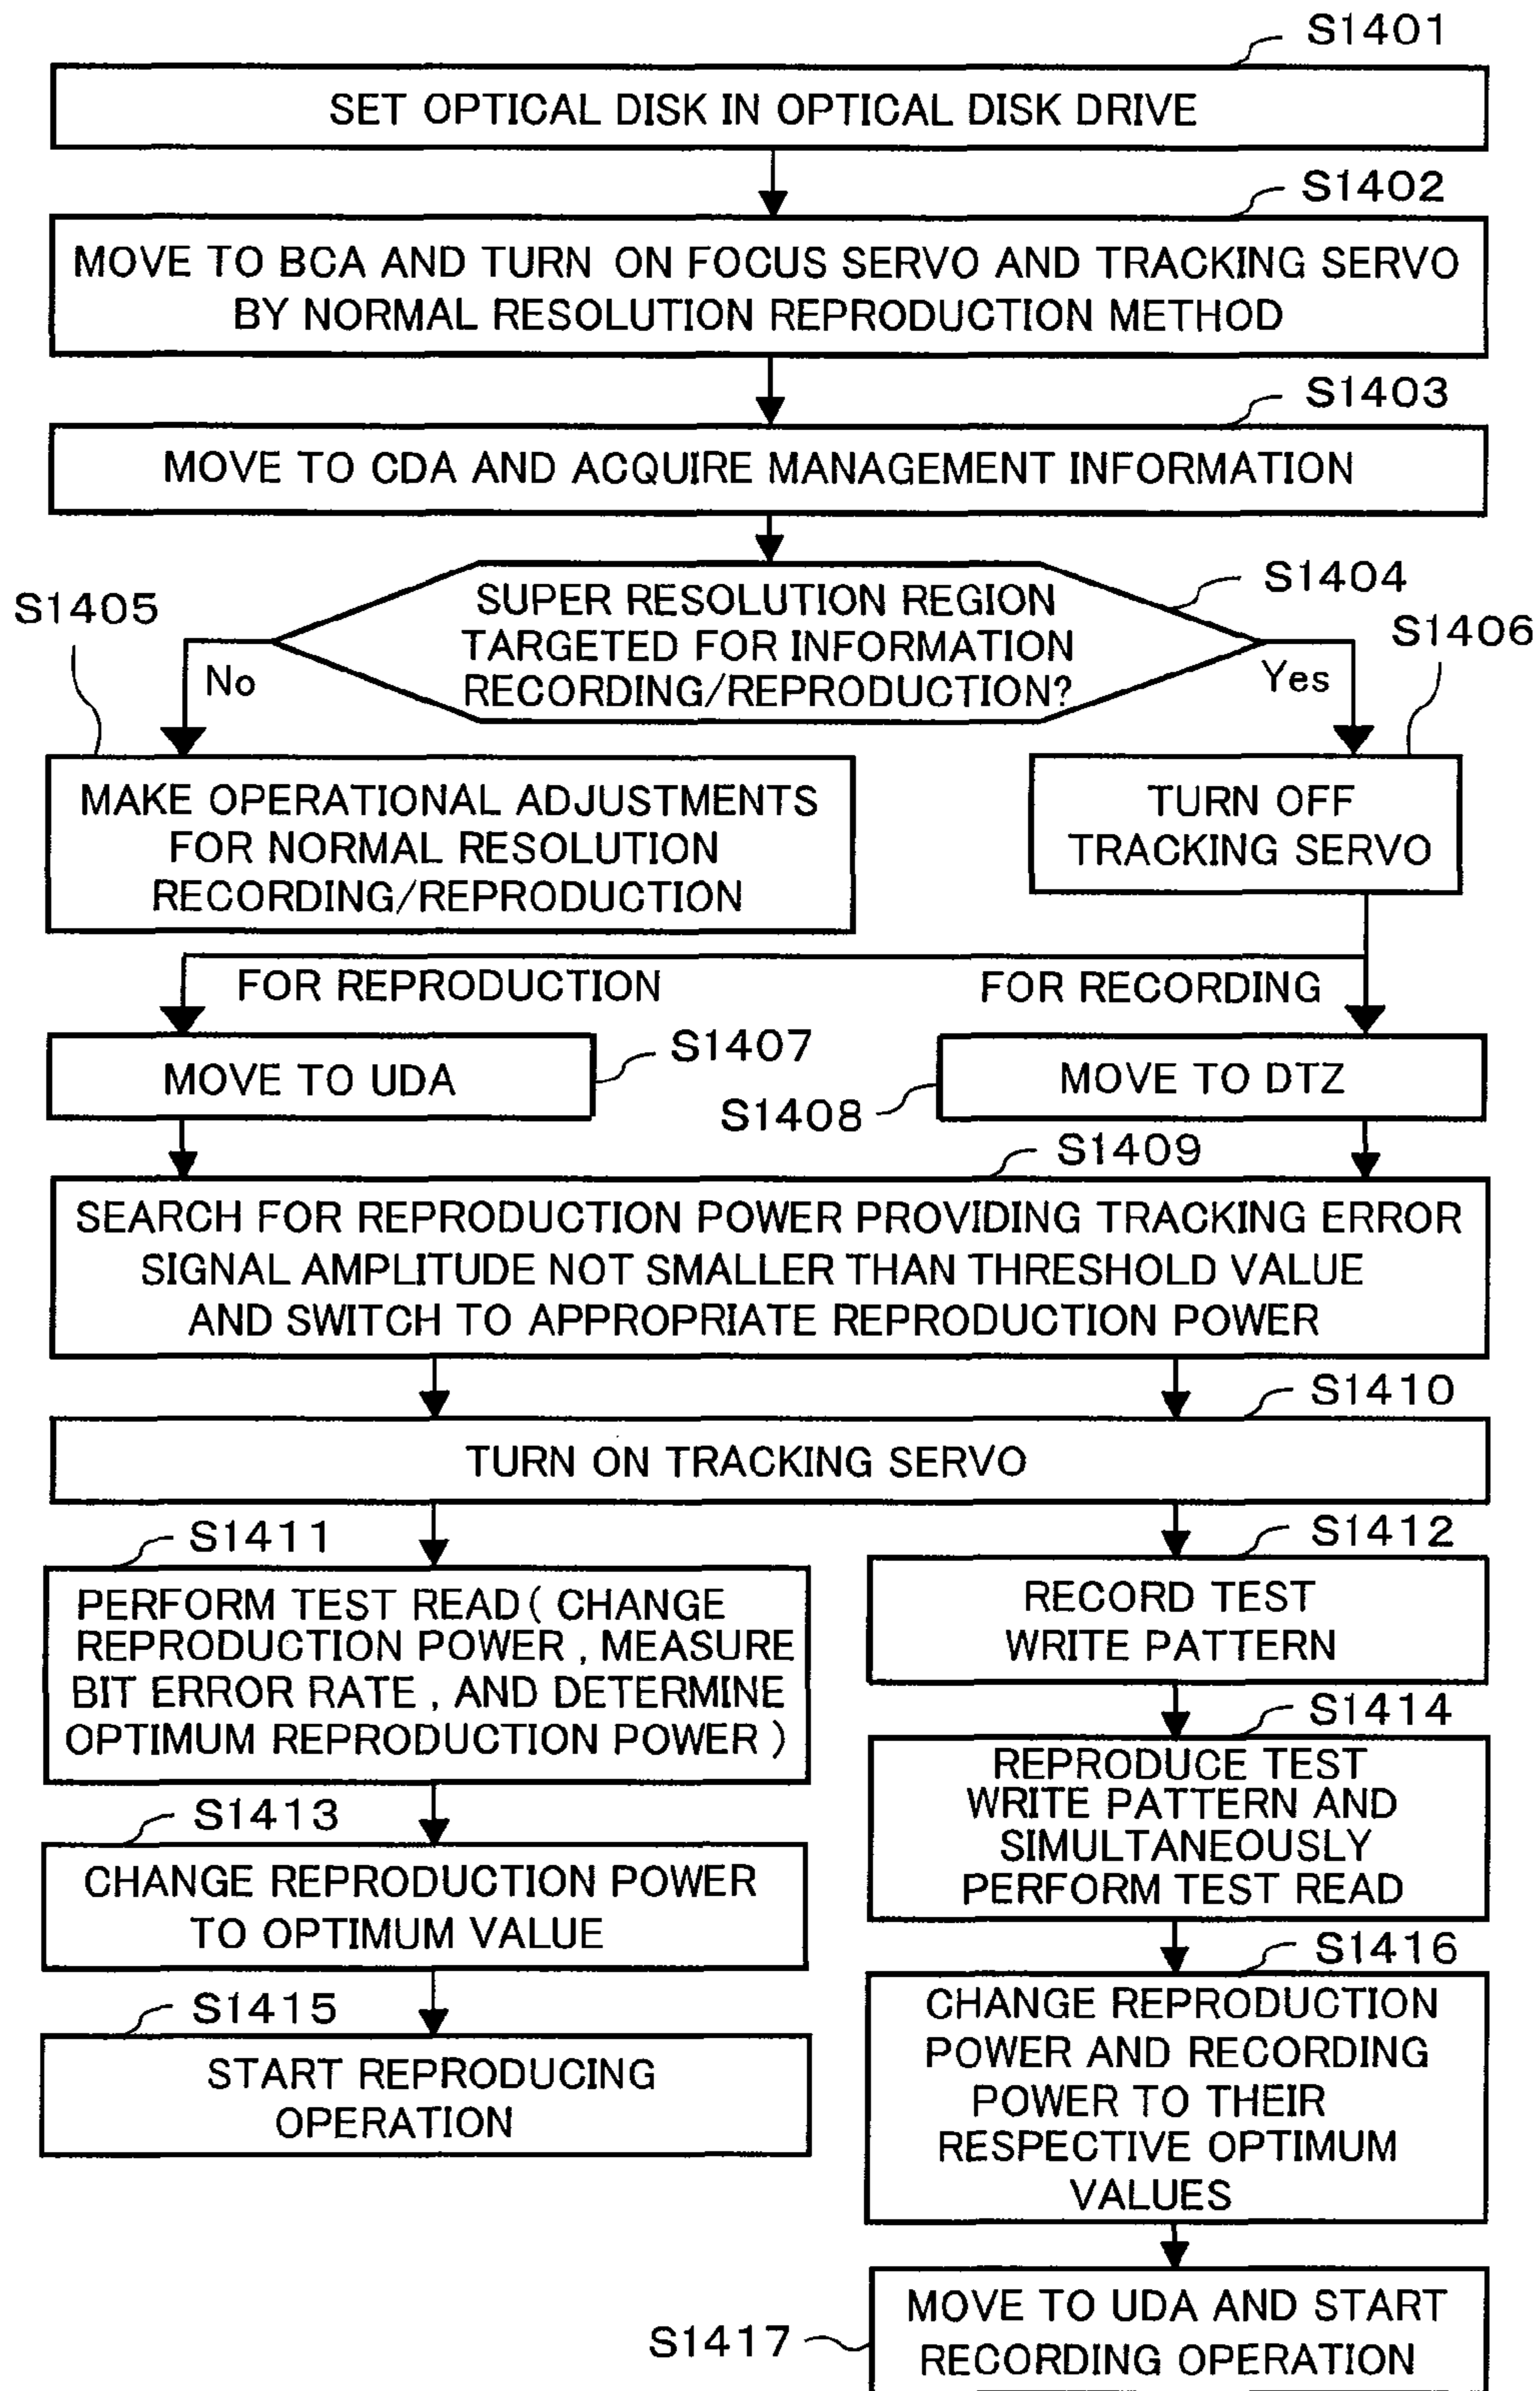 S1401
SET OPTICAL DISK IN OPTICAL DISK DRIVE
S1402
MOVE TO BCA AND TURN ON FOCUS SERVO AND TRACKING SERVO
BY NORMAL RESOLUTION REPRODUCTION METHOD
S1403
MOVE TO CDA AND ACQUIRE MANAGEMENT INFORMATION
S1404
SUPER RESOLUTION REGION
TARGETED FOR INFORMATION
RECORDING/REPRODUCTION?
S1405
No
S1406
Yes
MAKE OPERATIONAL ADJUSTMENTS
FOR NORMAL RESOLUTION
RECORDING/REPRODUCTION
TURN OFF
TRACKING SERVO
FOR REPRODUCTION
FOR RECORDING
MOVE TO UDA
S1407
MOVE TO DTZ
S1408
S1409
SEARCH FOR REPRODUCTION POWER PROVIDING TRACKING ERROR
SIGNAL AMPLITUDE NOT SMALLER THAN THRESHOLD VALUE
AND SWITCH TO APPROPRIATE REPRODUCTION POWER
S1410
TURN ON TRACKING SERVO
S1411
PERFORM TEST READ ( CHANGE
REPRODUCTION POWER , MEASURE
BIT ERROR RATE , AND DETERMINE
OPTIMUM REPRODUCTION POWER )
S1413
CHANGE REPRODUCTION POWER
TO OPTIMUM VALUE
S1415
START REPRODUCING
OPERATION
S1412
RECORD TEST
WRITE PATTERN
S1414
REPRODUCE TEST
WRITE PATTERN AND
SIMULTANEOUSLY
PERFORM TEST READ
S1416
CHANGE REPRODUCTION
POWER AND RECORDING
POWER TO THEIR
RESPECTIVE OPTIMUM
VALUES
S1417
MOVE TO UDA AND START
RECORDING OPERATION